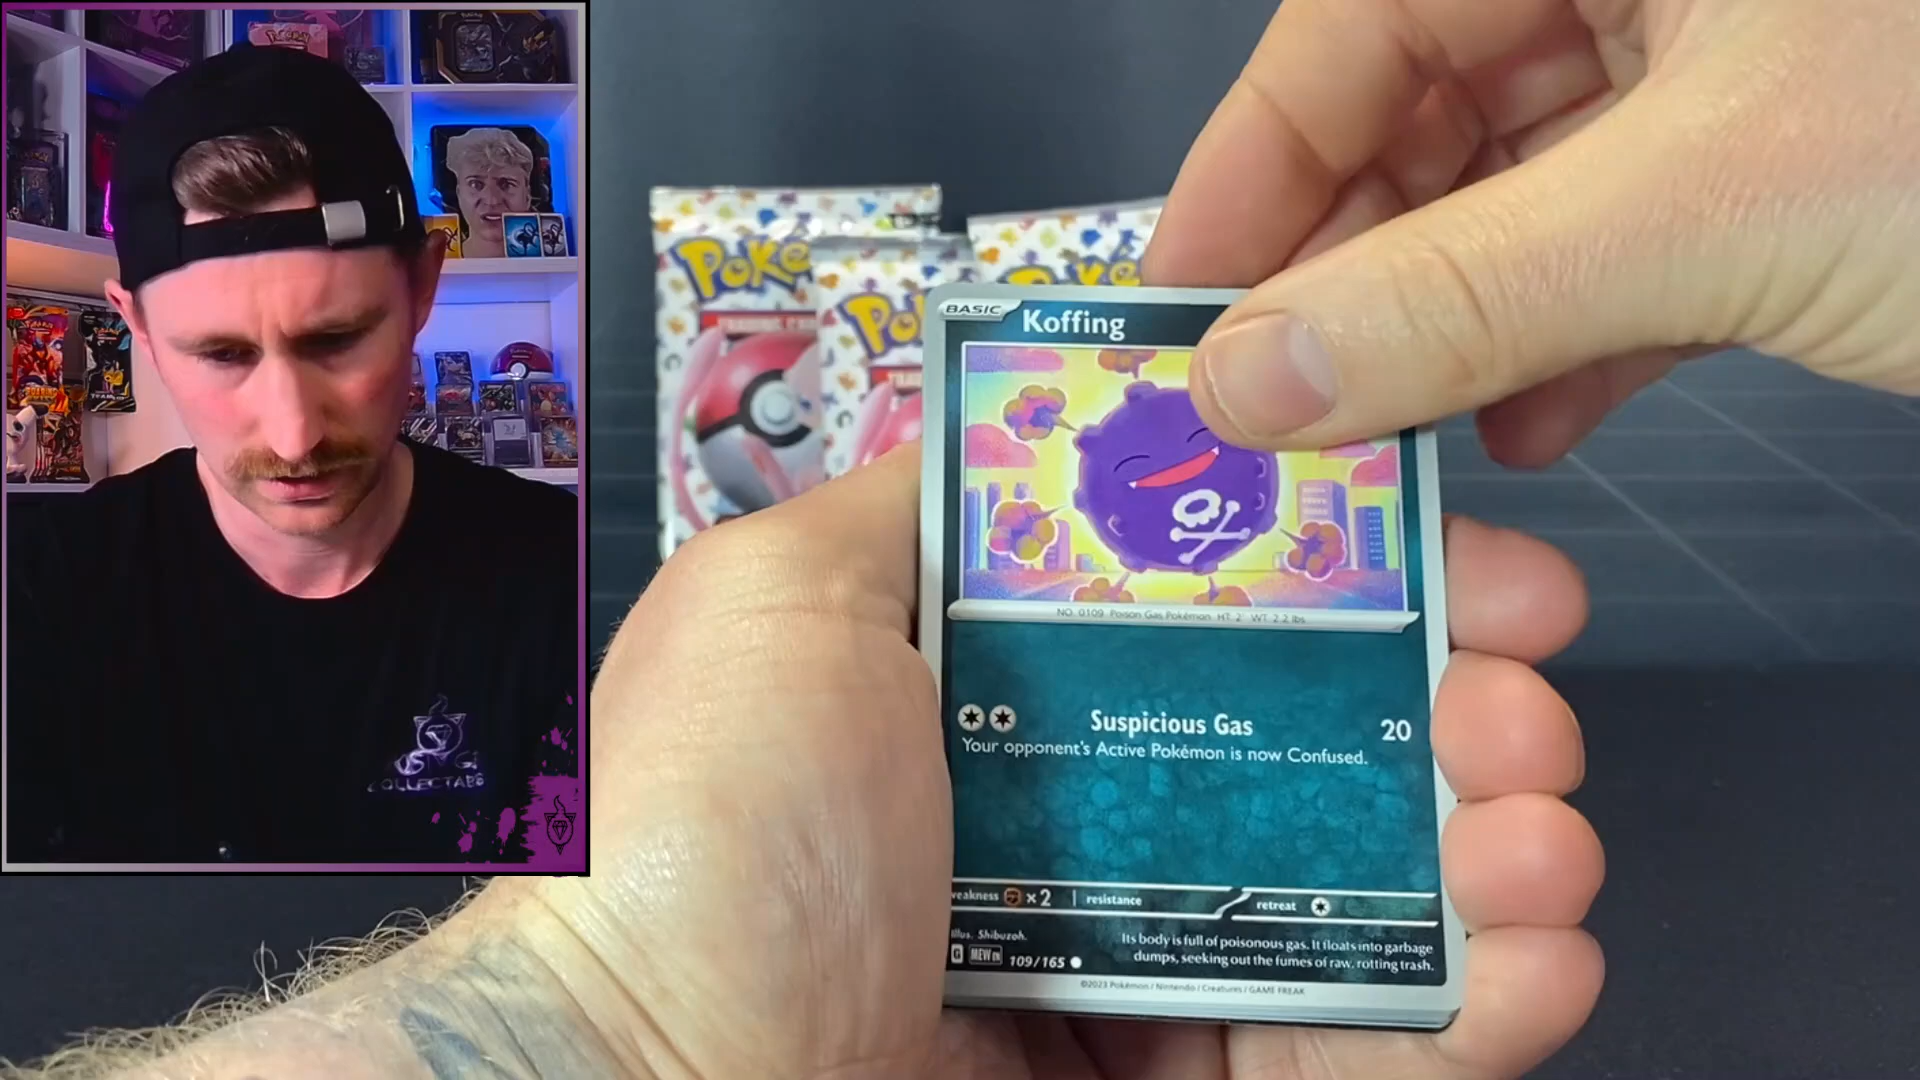 BASIC
Koffing
NO. 0109 Poison Gas Pokémon HT: 2' WT: 2.2 lbs
Suspicious Gas 20
Your opponent's Active Pokémon is now Confused.
weakness ×2 resistance retreat
Illus. Shibuzoh.
G MEW EN 109/165
Its body is full of poisonous gas. It floats into garbage
dumps, seeking out the fumes of raw, rotting trash.
©2023 Pokémon / Nintendo / Creatures / GAME FREAK